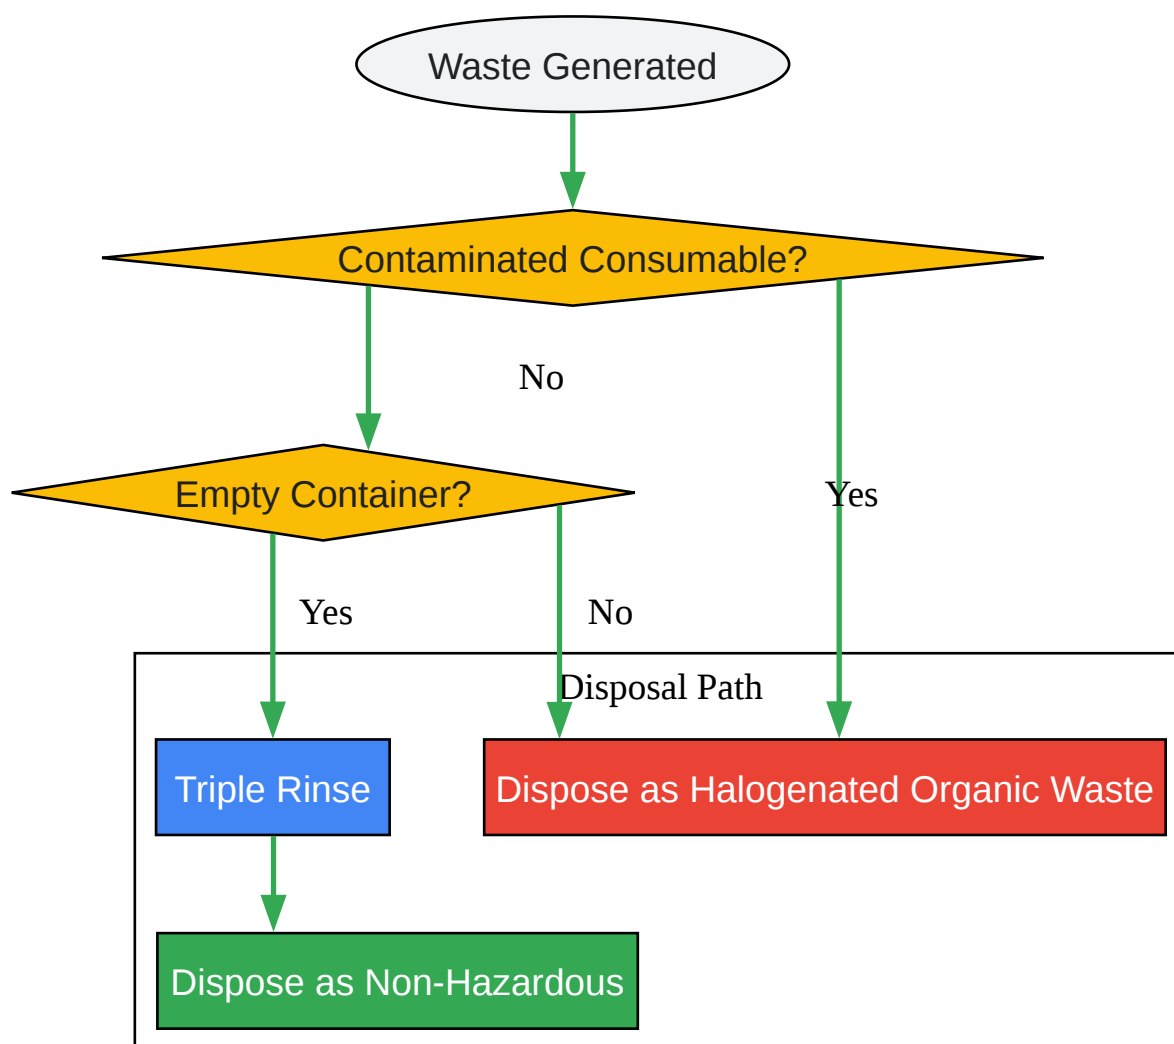 Waste Generated
Contaminated Consumable?
No
Empty Container?
Yes
Yes
No
Disposal Path
Triple Rinse
Dispose as Halogenated Organic Waste
Dispose as Non-Hazardous